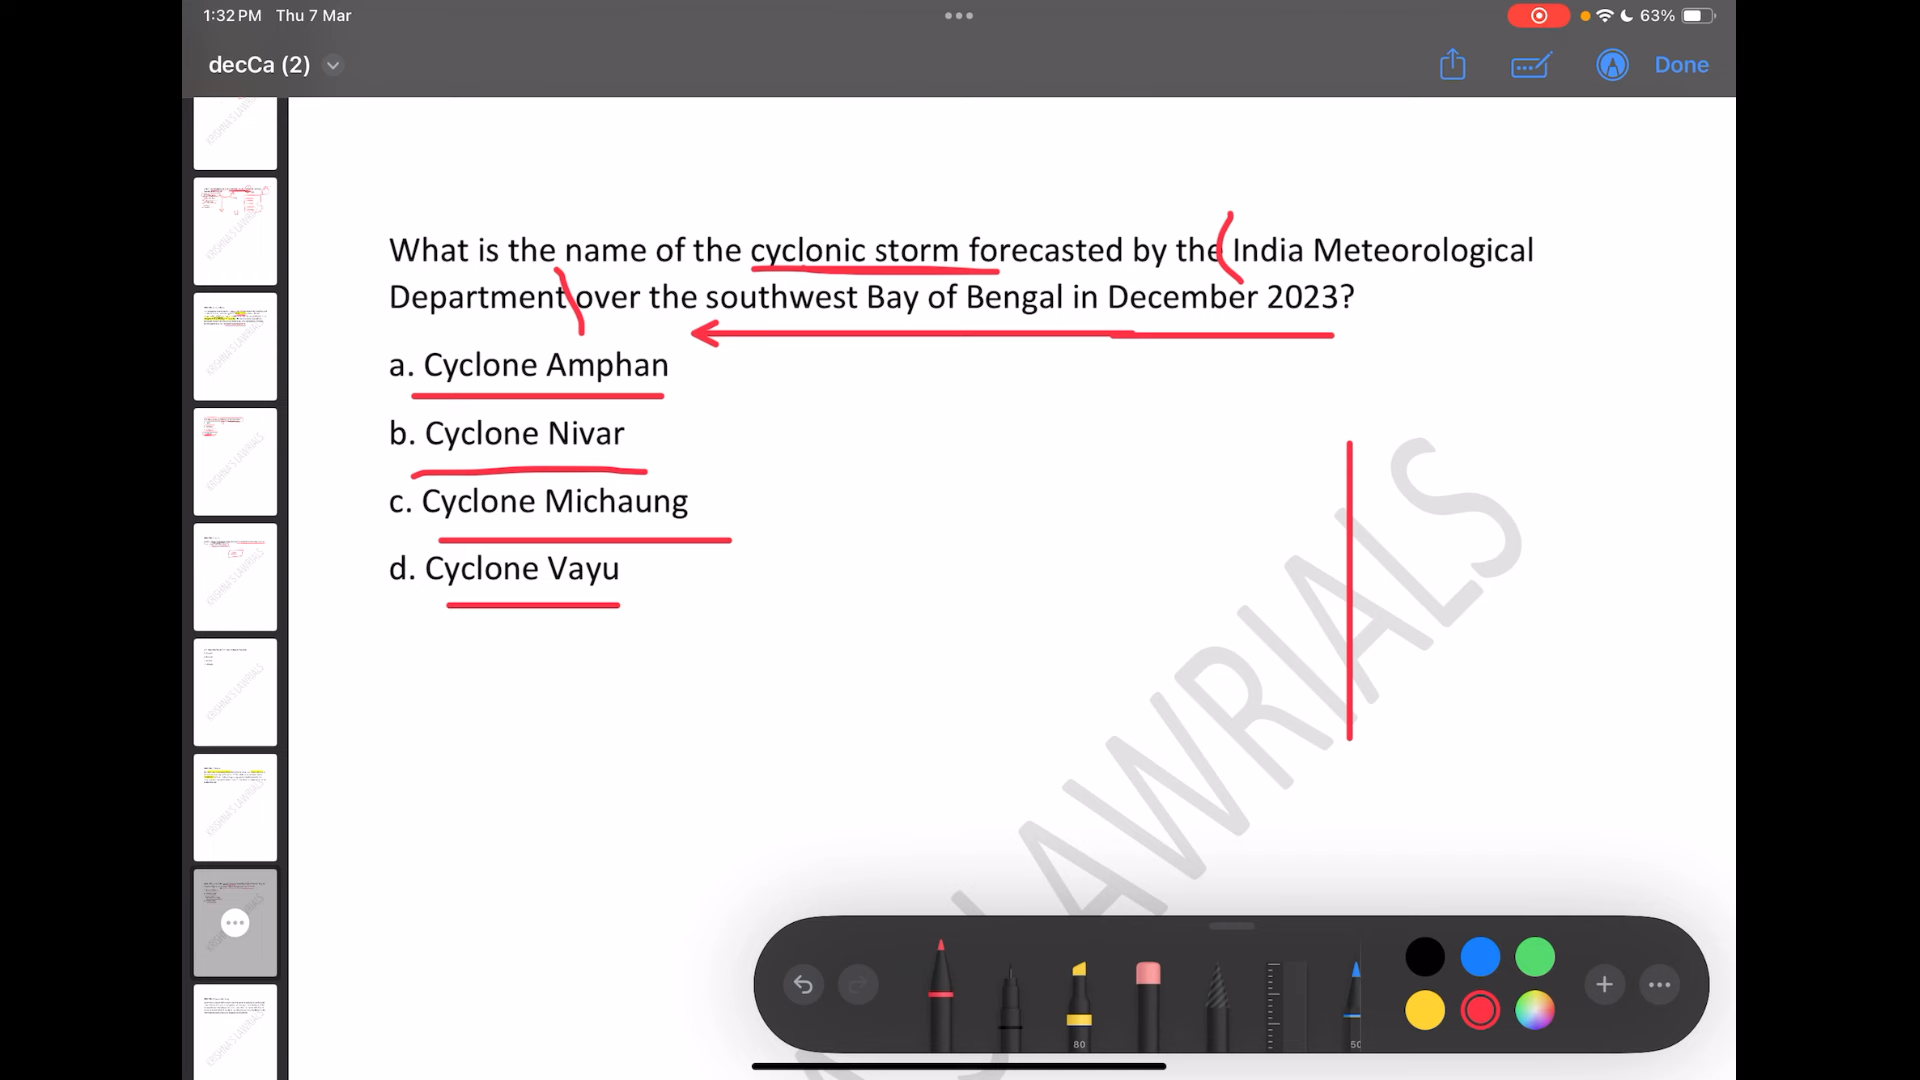 1:32 PM Thu 7 Mar
63%
decCa (2)
Done
What is the name of the cyclonic storm forecasted by the India Meteorological
Department over the southwest Bay of Bengal in December 2023?
a. Cyclone Amphan
b. Cyclone Nivar
c. Cyclone Michaung
d. Cyclone Vayu
LAWRIALS
80
50